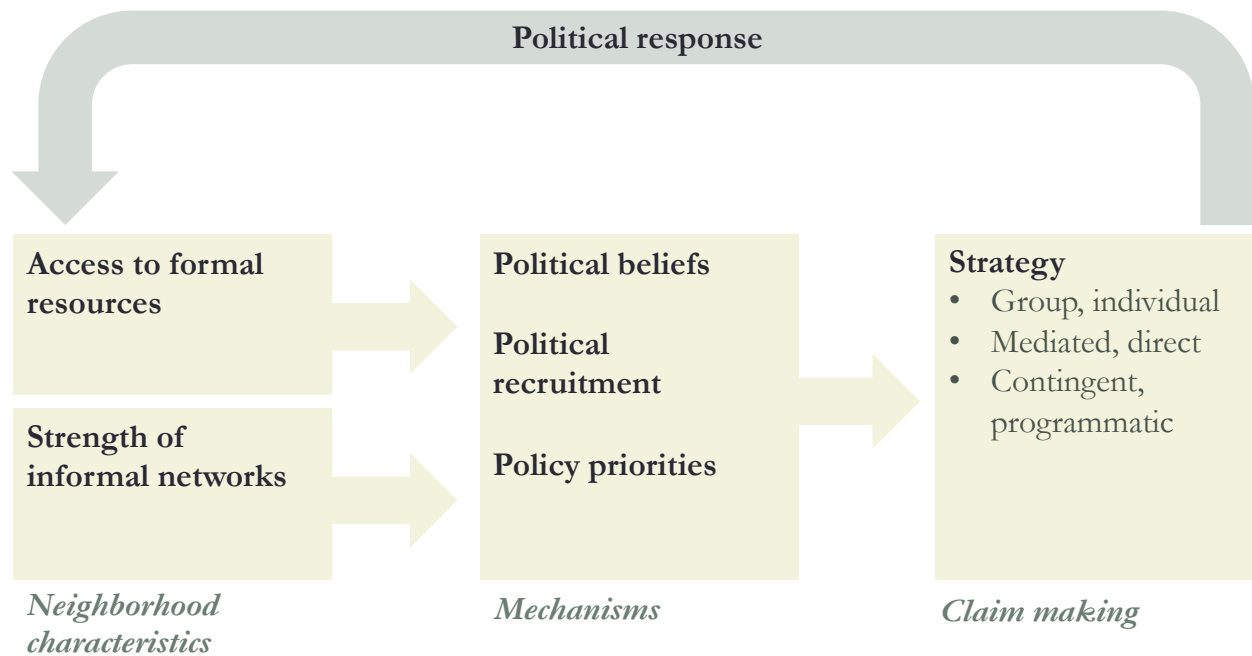 Political response
Access to formal
resources
Strength of
informal networks
Neighborhood
characteristics
Political beliefs
Political
recruitment
Policy priorities
Mechanisms
Strategy
• Group, individual
• Mediated, direct
• Contingent,
programmatic
Claim making